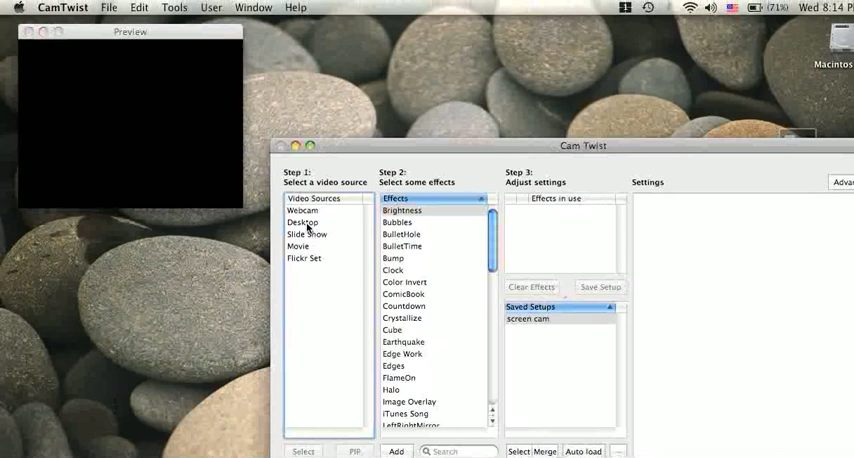 CamTwist File Edit Tools User Window Help (71%) Wed 8:14 P
Preview
Macintos
Cam Twist
Step 1:
Select a video source
Video Sources
Webcam
Desktop
Slide Show
Movie
Flickr Set
Select PIP
Step 2:
Select some effects
Effects
Brightness
Bubbles
BulletHole
BulletTime
Bump
Clock
Color Invert
ComicBook
Countdown
Crystallize
Cube
Earthquake
Edge Work
Edges
FlameOn
Halo
Image Overlay
iTunes Song
LeftRightMirror
Add Search
Step 3:
Adjust settings
Effects in use
Clear Effects Save Setup
Saved Setups
screen cam
Select Merge Auto load
Settings
Advan